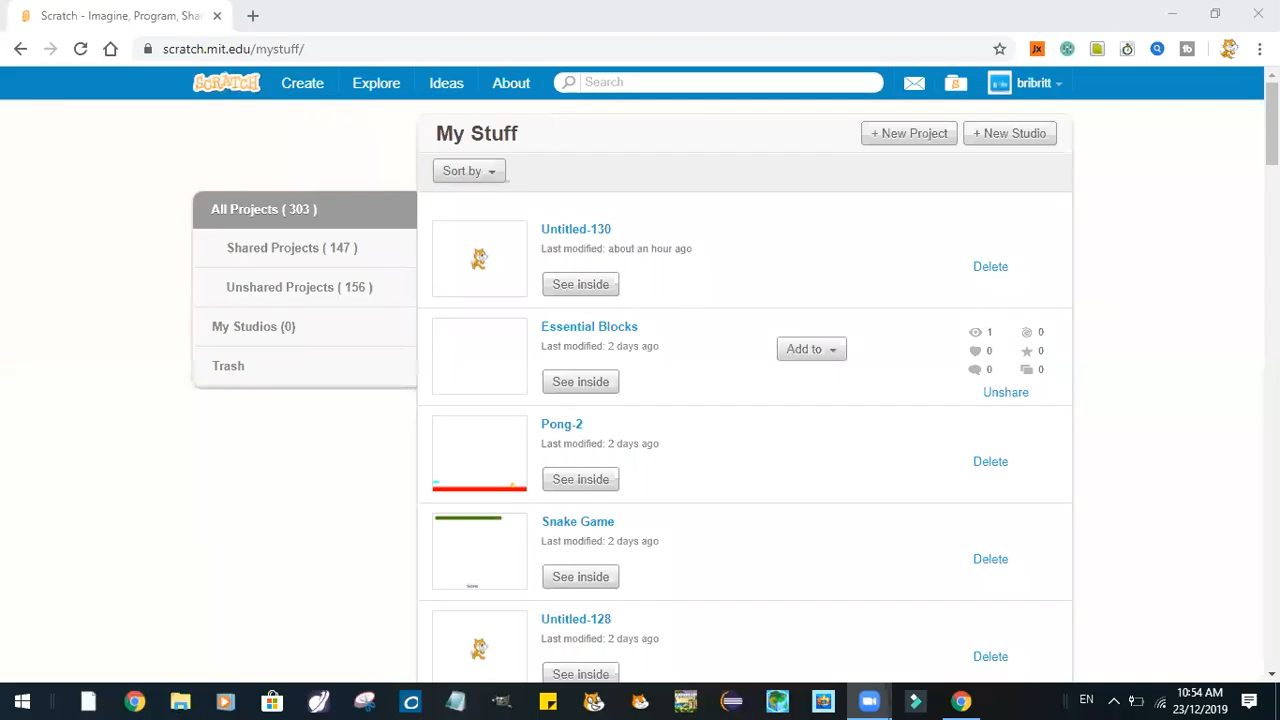 Scratch - Imagine, Program, Sha
scratch.mit.edu/mystuff/
Jx
tb
SCRATCH
Create
Explore
Ideas
About
Search
S
bribritt
My Stuff
+ New Project
+ New Studio
Sort by
All Projects ( 303 )
Shared Projects ( 147 )
Unshared Projects ( 156 )
My Studios (0)
Trash
Untitled-130
Last modified: about an hour ago
See inside
Delete
Essential Blocks
Last modified: 2 days ago
See inside
Add to
1
0
0
0
0
0
Unshare
Pong-2
Last modified: 2 days ago
See inside
Delete
Snake Game
Last modified: 2 days ago
See inside
Delete
Untitled-128
Last modified: 2 days ago
See inside
Delete
EN
10:54 AM
23/12/2019